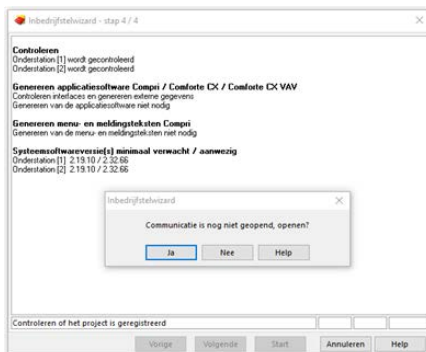 Inbedrijfstelwizard - stap 4 / 4
Controleren
Onderstation [1] wordt gecontroleerd
Onderstation [2] wordt gecontroleerd
Genereren applicatiesoftware Compri / Comforte CX / Comforte CX VAV
Controleren interfaces en genereren externe gegevens
Genereren van de applicatiesoftware niet nodig
Genereren menu- en meldingsteksten Compri
Genereren van de menu- en meldingsteksten niet nodig
Systeemsoftwareversie(s) minimaal verwacht / aanwezig
Onderstation [1] 2.19.10 / 2.32.66
Onderstation [2] 2.19.10 / 2.32.66
Inbedrijfstelwizard
Communicatie is nog niet geopend, openen?
Ja Nee Help
Controleren of het project is geregistreerd
Vorige Volgende Start Annuleren Help